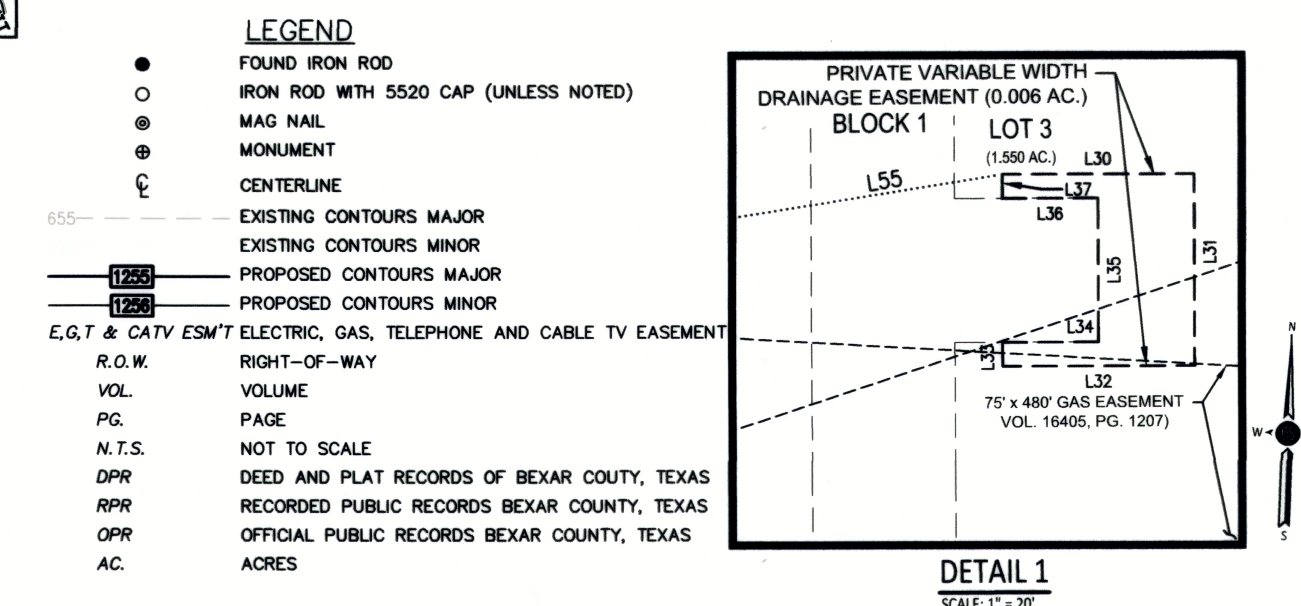 LEGEND
FOUND IRON ROD
IRON ROD WITH 5520 CAP (UNLESS NOTED)
MAG NAIL
MONUMENT
℄ CENTERLINE
655 EXISTING CONTOURS MAJOR
EXISTING CONTOURS MINOR
1255 PROPOSED CONTOURS MAJOR
1256 PROPOSED CONTOURS MINOR
E,G,T & CATV ESM'T ELECTRIC, GAS, TELEPHONE AND CABLE TV EASEMENT
R.O.W. RIGHT-OF-WAY
VOL. VOLUME
PG. PAGE
N.T.S. NOT TO SCALE
DPR DEED AND PLAT RECORDS OF BEXAR COUTY, TEXAS
RPR RECORDED PUBLIC RECORDS BEXAR COUNTY, TEXAS
OPR OFFICIAL PUBLIC RECORDS BEXAR COUNTY, TEXAS
AC. ACRES
PRIVATE VARIABLE WIDTH
DRAINAGE EASEMENT (0.006 AC.)
BLOCK 1
LOT 3
(1.550 AC.)
L30
L55
L37
L36
L31
L35
L34
L33
L32
75' x 480' GAS EASEMENT
VOL. 16405, PG. 1207)
N
W
S
DETAIL 1
SCALE: 1" = 20'